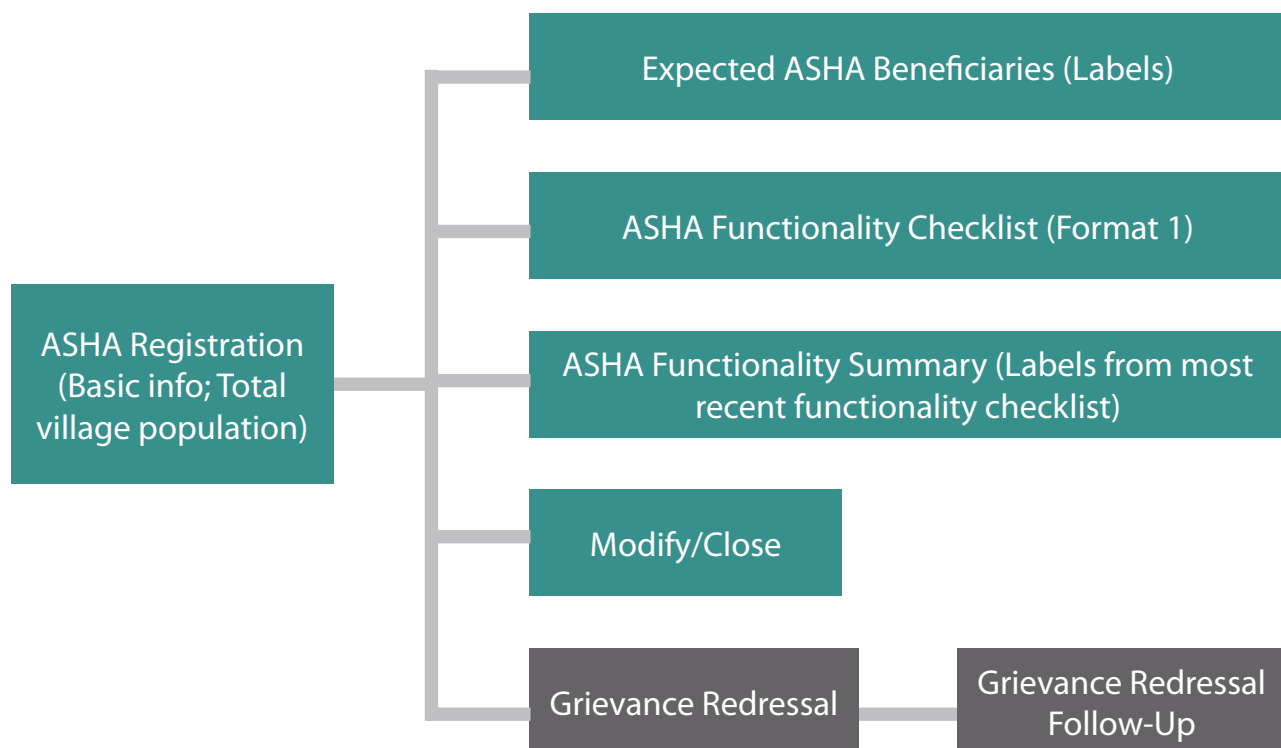 Expected ASHA Beneficiaries (Labels)
ASHA Functionality Checklist (Format 1)
ASHA Registration
(Basic info; Total
village population)
ASHA Functionality Summary (Labels from most
recent functionality checklist)
Modify/Close
Grievance Redressal
Grievance Redressal
Follow-Up